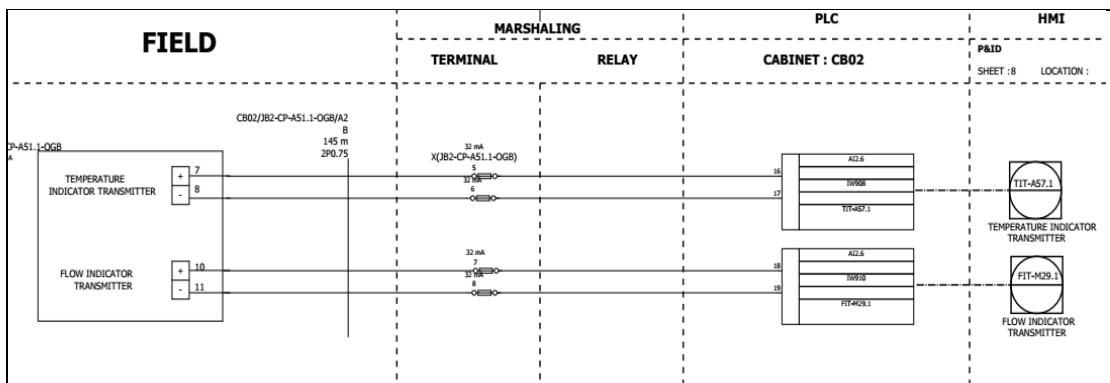 FIELD
MARSHALING
PLC
HMI
TERMINAL
RELAY
CABINET : CB02
P&ID
SHEET :8 LOCATION :
CB02/JB2-CP-A51.1-OGB/A2
B
145 m
2P0.75
CP-A51.1-OGB
A
TEMPERATURE
INDICATOR TRANSMITTER
+ 7
- 8
32 mA
X(JB2-CP-A51.1-OGB)
5
32 mA
6
16
17
AI2.6
IW908
TIT-A57.1
TIT-A57.1
TEMPERATURE INDICATOR
TRANSMITTER
FLOW INDICATOR
TRANSMITTER
+ 10
- 11
32 mA
7
32 mA
8
18
19
AI2.6
IW910
FIT-M29.1
FIT-M29.1
FLOW INDICATOR
TRANSMITTER